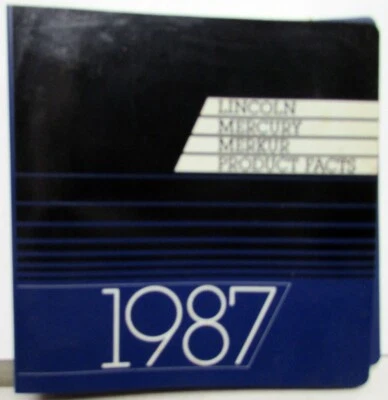 LINCOLN
MERCURY
MERKUR
PRODUCT FACTS
1987